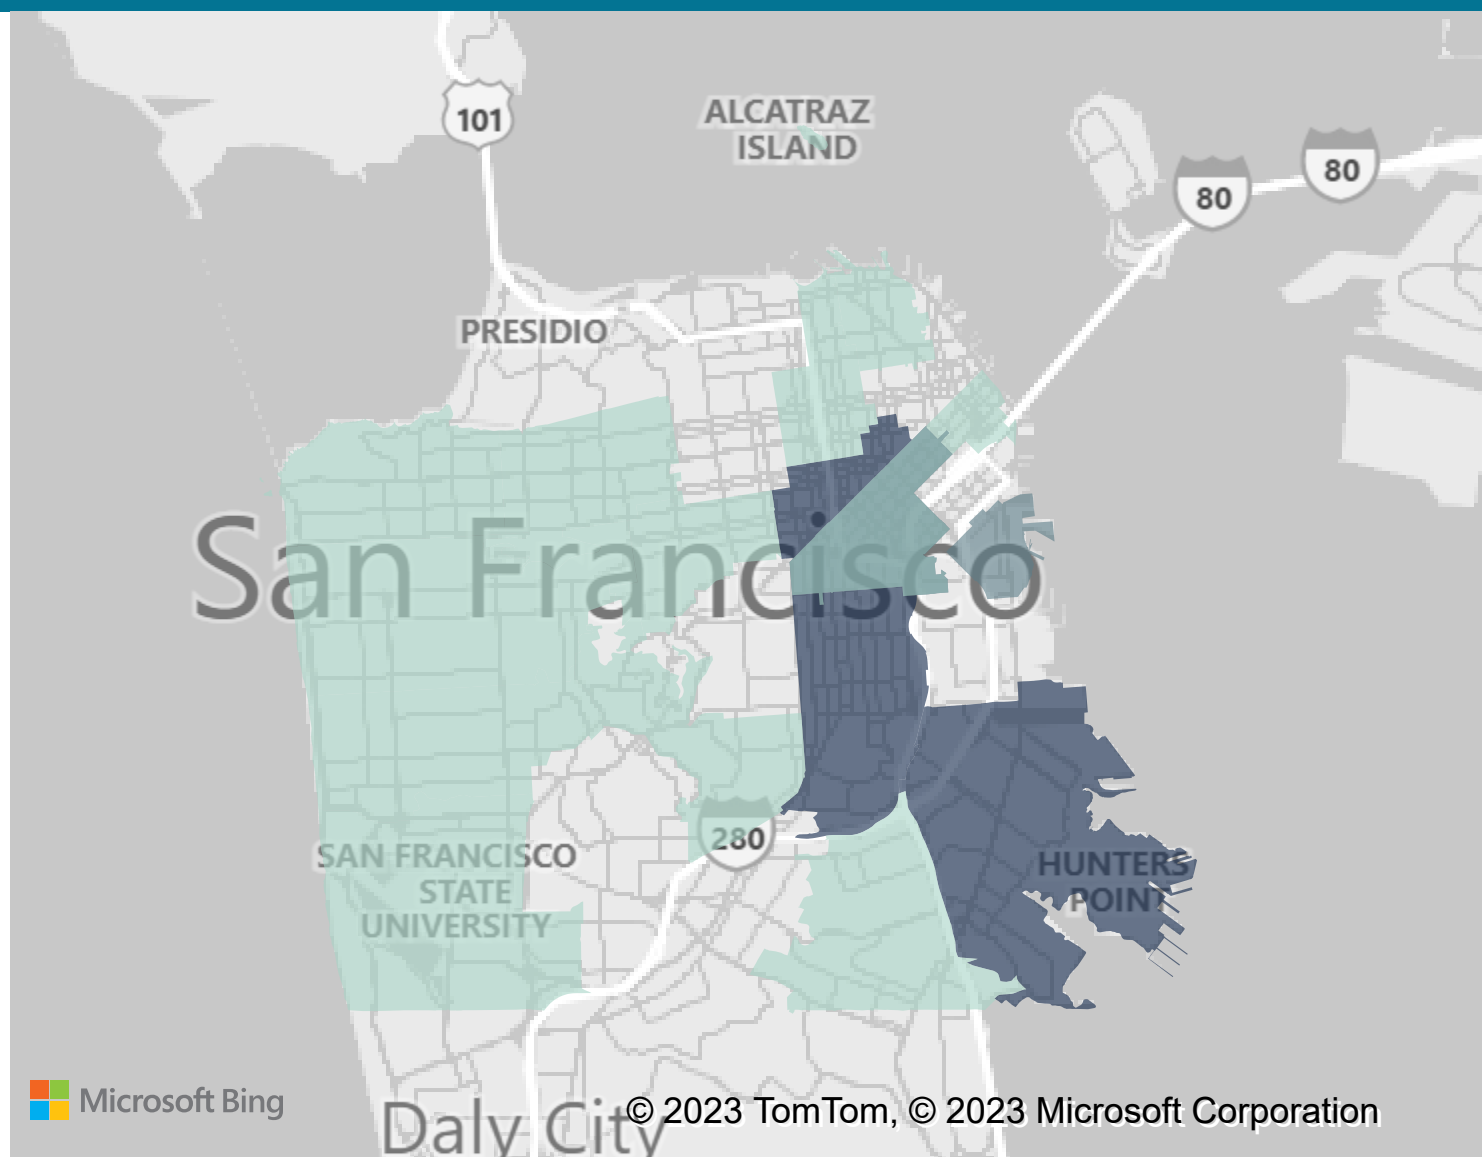 101
ALCATRAZ
ISLAND
80
80
PRESIDIO
San Francisco
280
SAN FRANCISCO
STATE
UNIVERSITY
HUNTERS
POINT
Microsoft Bing
Daly City
© 2023 TomTom, © 2023 Microsoft Corporation